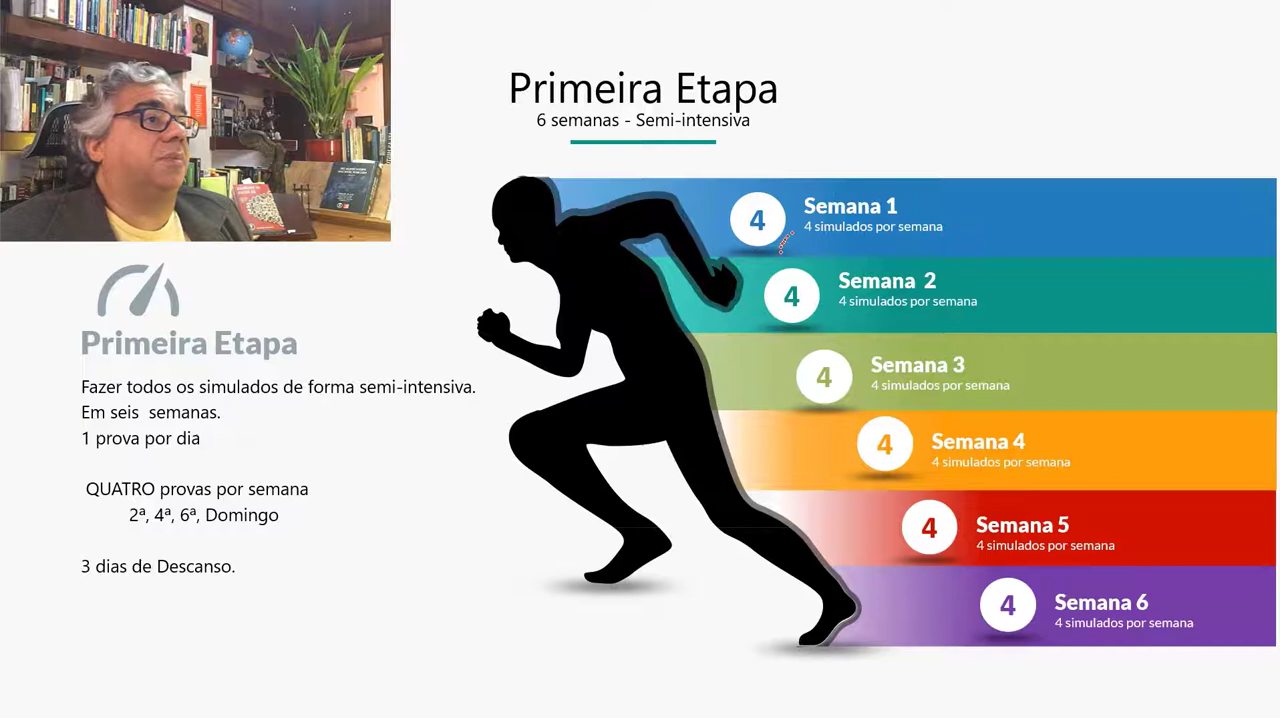 Primeira Etapa
6 semanas - Semi-intensiva
Primeira Etapa
Fazer todos os simulados de forma semi-intensiva.
Em seis semanas.
1 prova por dia
QUATRO provas por semana
2ª, 4ª, 6ª, Domingo
3 dias de Descanso.
4
Semana 1
4 simulados por semana
4
Semana 2
4 simulados por semana
4
Semana 3
4 simulados por semana
4
Semana 4
4 simulados por semana
4
Semana 5
4 simulados por semana
4
Semana 6
4 simulados por semana